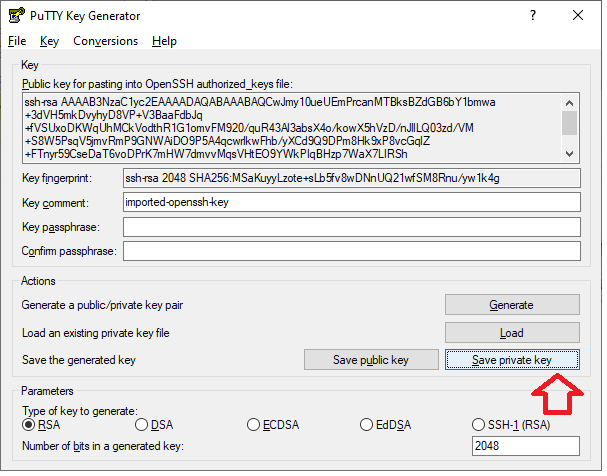 PuTTY Key Generator
File Key Conversions Help
Key
Public key for pasting into OpenSSH authorized_keys file:
ssh-rsa AAAAB3NzaC1yc2EAAAADAQABAAABAQCwJmy10ueUEmPrcanMTBksBZdGB6bY1bmwa
+3dVH5mkDvyhyD8VP+V3BaaFdbJq
+fVSUxoDKWqUhMCkVodthR1G1omvFM920/quR43AI3absX4o/kowX5hVzD/nJllLQ03zd/VM
+S8W5PsqV5jmvRmP9GNWAiDO9P5A4qcwrlkwFhb/yXCd9Q9DPm8Hk9xP8vcGqIZ
+FTnyr59CseDaT6voDPrK7mHW7dmvvMqsVHtEO9YWkPIqBHzp7WaX7LIRSh
Key fingerprint: ssh-rsa 2048 SHA256:MSaKuyyLzote+sLb5fv8wDNnUQ21wfSM8Rnu/yw1k4g
Key comment: imported-openssh-key
Key passphrase:
Confirm passphrase:
Actions
Generate a public/private key pair Generate
Load an existing private key file Load
Save the generated key Save public key Save private key
Parameters
Type of key to generate:
RSA DSA ECDSA EdDSA SSH-1 (RSA)
Number of bits in a generated key: 2048